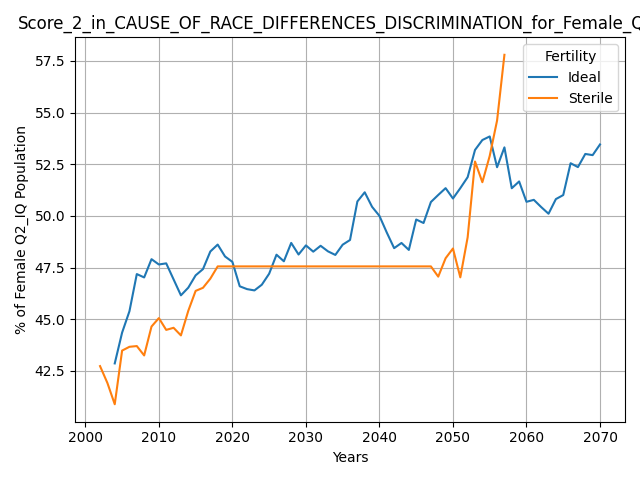 Score_2_in_CAUSE_OF_RACE_DIFFERENCES_DISCRIMINATION_for_Female_Q
Fertility
Ideal
Sterile
% of Female Q2_IQ Population
57.5
55.0
52.5
50.0
47.5
45.0
42.5
2000 2010 2020 2030 2040 2050 2060 2070
Years